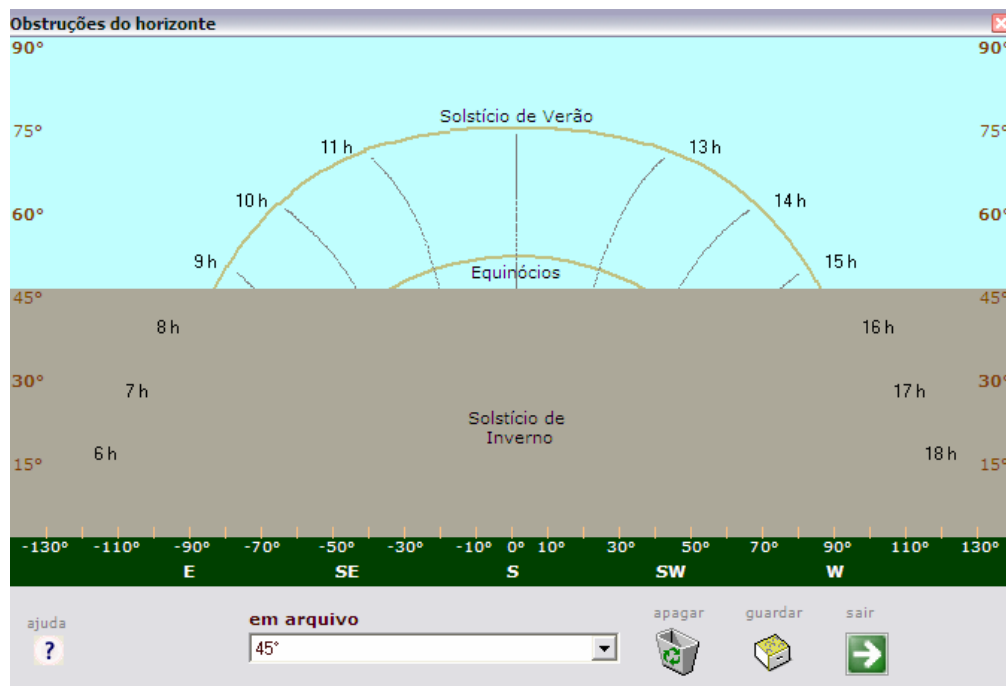 Obstruções do horizonte
90° 90°
Solstício de Verão
75° 75°
11 h 13 h
10 h 14 h
60° 60°
9 h 15 h
Equinócios
45° 45°
8 h 16 h
30° 30°
7 h 17 h
Solstício de
Inverno
6 h 18 h
15° 15°
-130° -110° -90° -70° -50° -30° -10° 0° 10° 30° 50° 70° 90° 110° 130°
E SE S SW W
ajuda em arquivo apagar guardar sair
? 45°